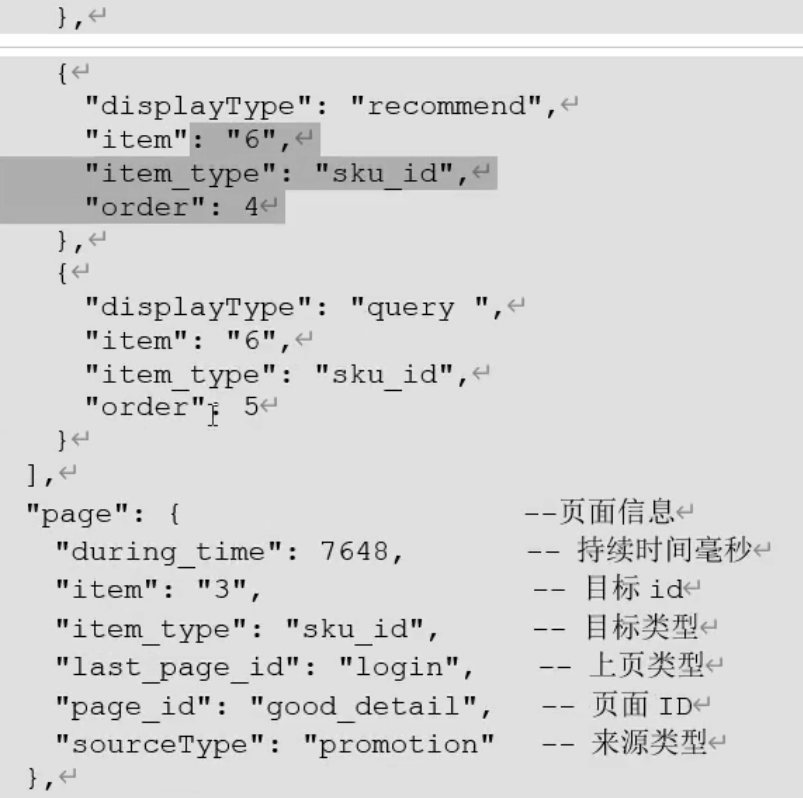 },
{
"displayType": "recommend",
"item": "6",
"item_type": "sku_id",
"order": 4
},
{
"displayType": "query ",
"item": "6",
"item_type": "sku_id",
"order": 5
}
],
"page": { --页面信息
"during_time": 7648, -- 持续时间毫秒
"item": "3", -- 目标 id
"item_type": "sku_id", -- 目标类型
"last_page_id": "login", -- 上页类型
"page_id": "good_detail", -- 页面 ID
"sourceType": "promotion" -- 来源类型
},